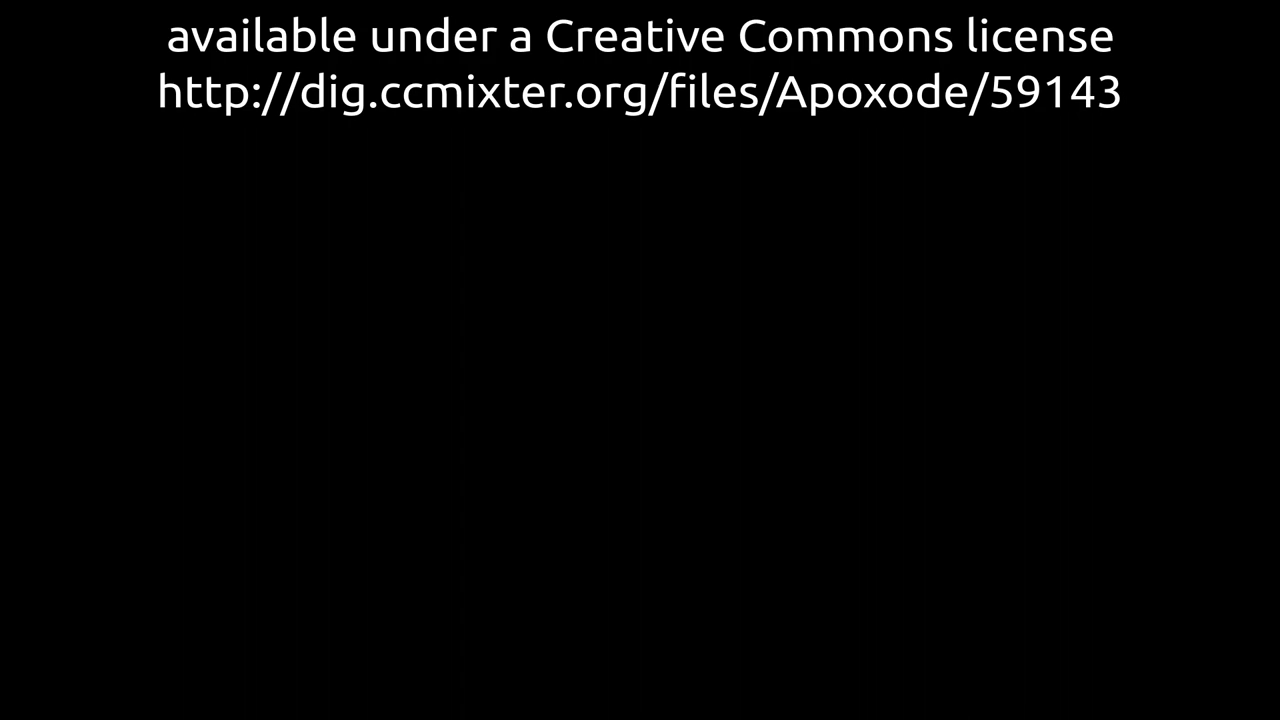 available under a Creative Commons license
http://dig.ccmixter.org/files/Apoxode/59143